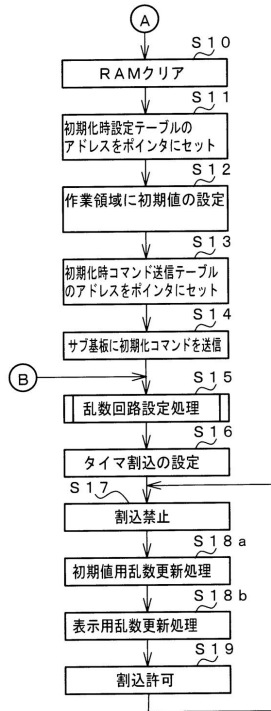 A
S10
RAMクリア
S11
初期化時設定テーブルの
アドレスをポインタにセット
S12
作業領域に初期値の設定
S13
初期化時コマンド送信テーブル
のアドレスをポインタにセット
S14
サブ基板に初期化コマンドを送信
B
S15
乱数回路設定処理
S16
タイマ割込の設定
S17
割込禁止
S18a
初期値用乱数更新処理
S18b
表示用乱数更新処理
S19
割込許可